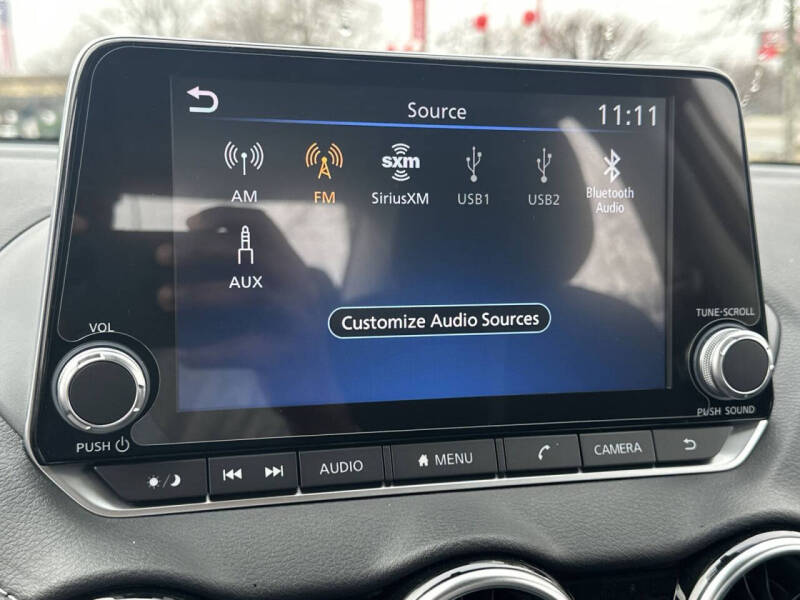 Source
11:11
AM
FM
sxm
SiriusXM
USB1
USB2
Bluetooth
Audio
AUX
Customize Audio Sources
VOL
PUSH
TUNE·SCROLL
PUSH SOUND
AUDIO
MENU
CAMERA